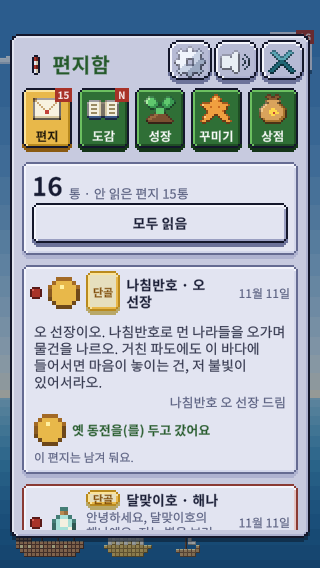 편지함
15
N
편지
도감
성장
꾸미기
상점
16 통 · 안 읽은 편지 15통
모두 읽음
단골
나침반호 · 오
선장
11월 11일
오 선장이오. 나침반호로 먼 나라들을 오가며
물건을 나르오. 거친 파도에도 이 바다에
들어서면 마음이 놓이는 건, 저 불빛이
있어서라오.
나침반호 오 선장 드림
옛 동전을(를) 두고 갔어요
이 편지는 남겨 둬요.
단골
달맞이호 · 해나
안녕하세요, 달맞이호의
11월 11일